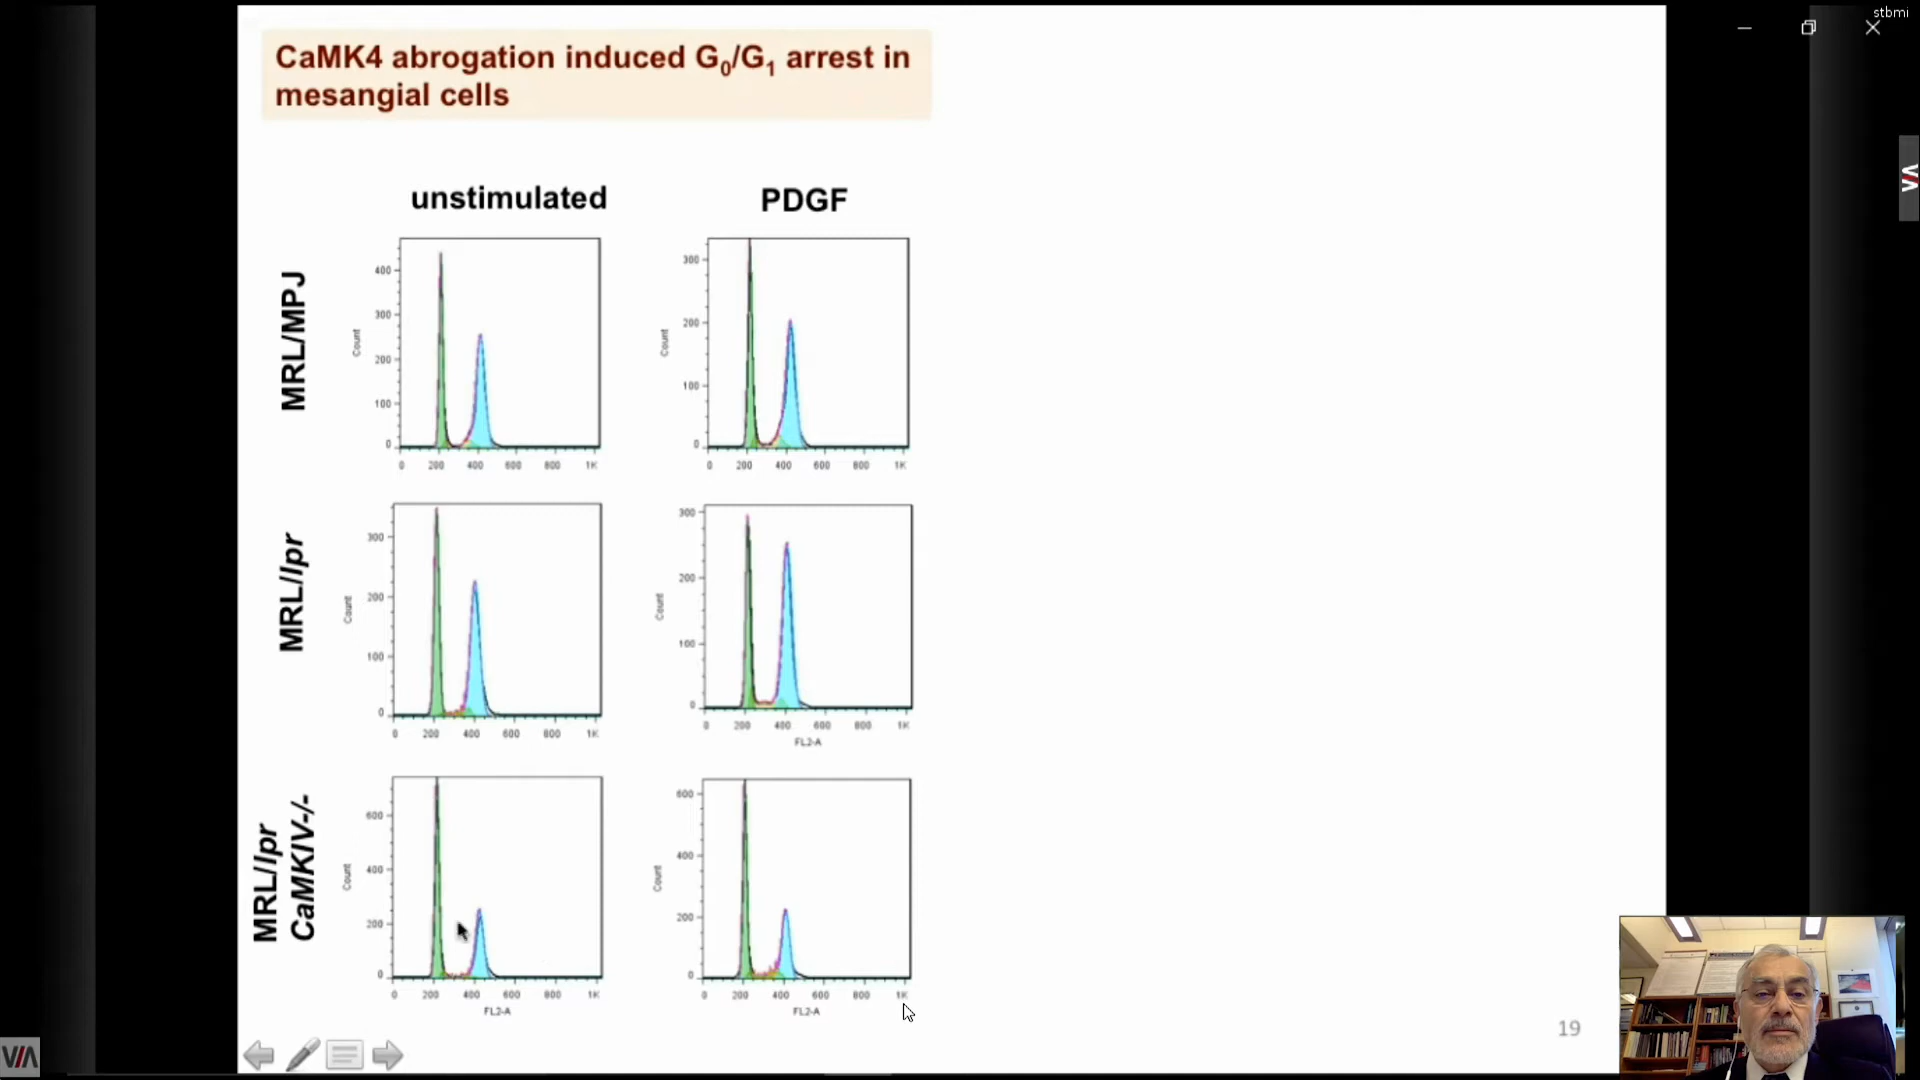 stbmi
CaMK4 abrogation induced G0/G1 arrest in
mesangial cells
unstimulated
PDGF
MRL/MPJ
Count
400
300
200
100
0
0 200 400 600 800 1K
Count
300
200
100
0
0 200 400 600 800 1K
MRL/lpr
Count
300
200
100
0
0 200 400 600 800 1K
Count
300
200
100
0
0 200 400 600 800 1K
FL2-A
MRL/lpr
CaMKIV-/-
Count
600
400
200
0
0 200 400 600 800 1K
FL2-A
Count
600
400
200
0
0 200 400 600 800 1K
FL2-A
19
VIA